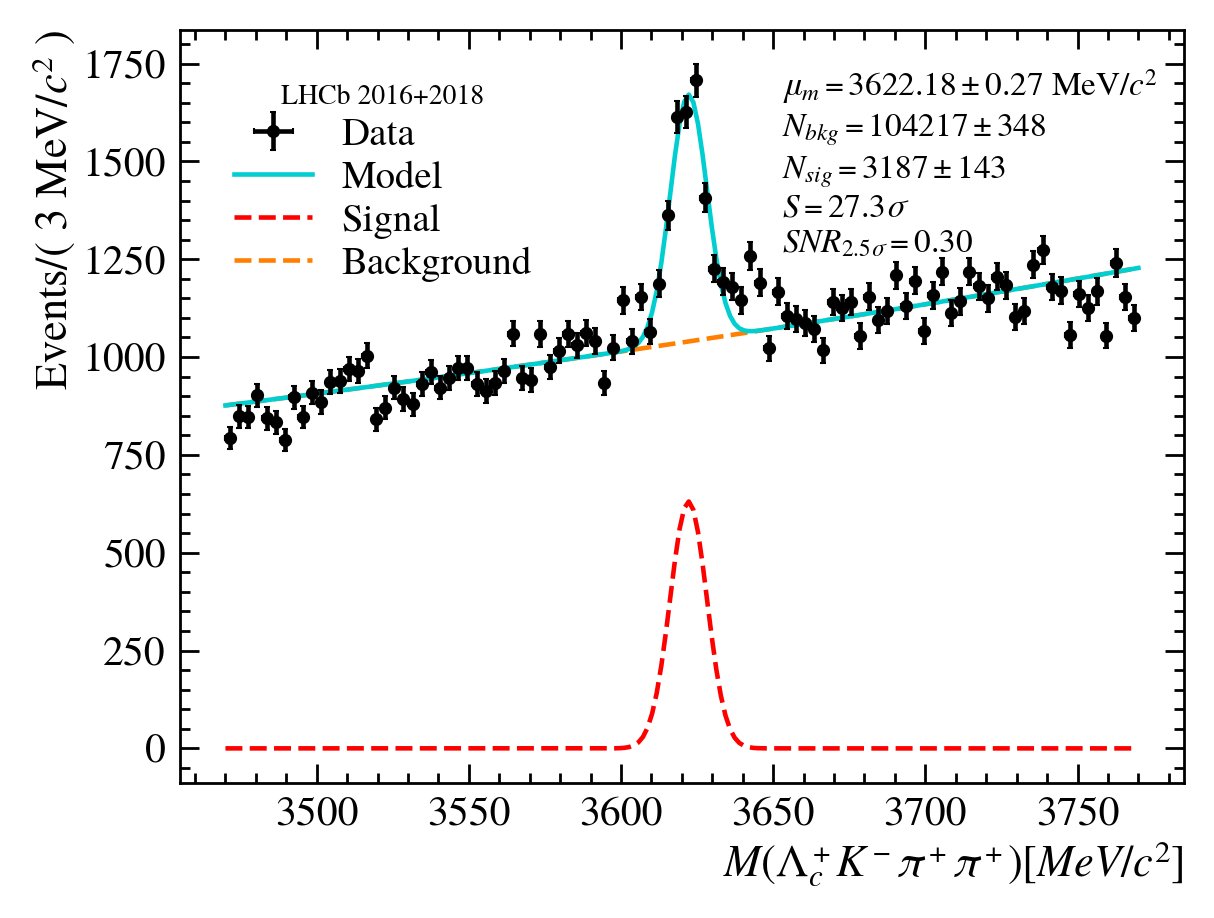 Events/( 3 MeV/c² )
1750
1500
1250
1000
750
500
250
0
LHCb 2016+2018
Data
Model
Signal
Background
μ_m = 3622.18 ± 0.27 MeV/c²
N_bkg = 104217 ± 348
N_sig = 3187 ± 143
S = 27.3 σ
SNR_2.5σ = 0.30
3500 3550 3600 3650 3700 3750
M(Λ_c⁺ K⁻ π⁺ π⁺)[MeV/c²]